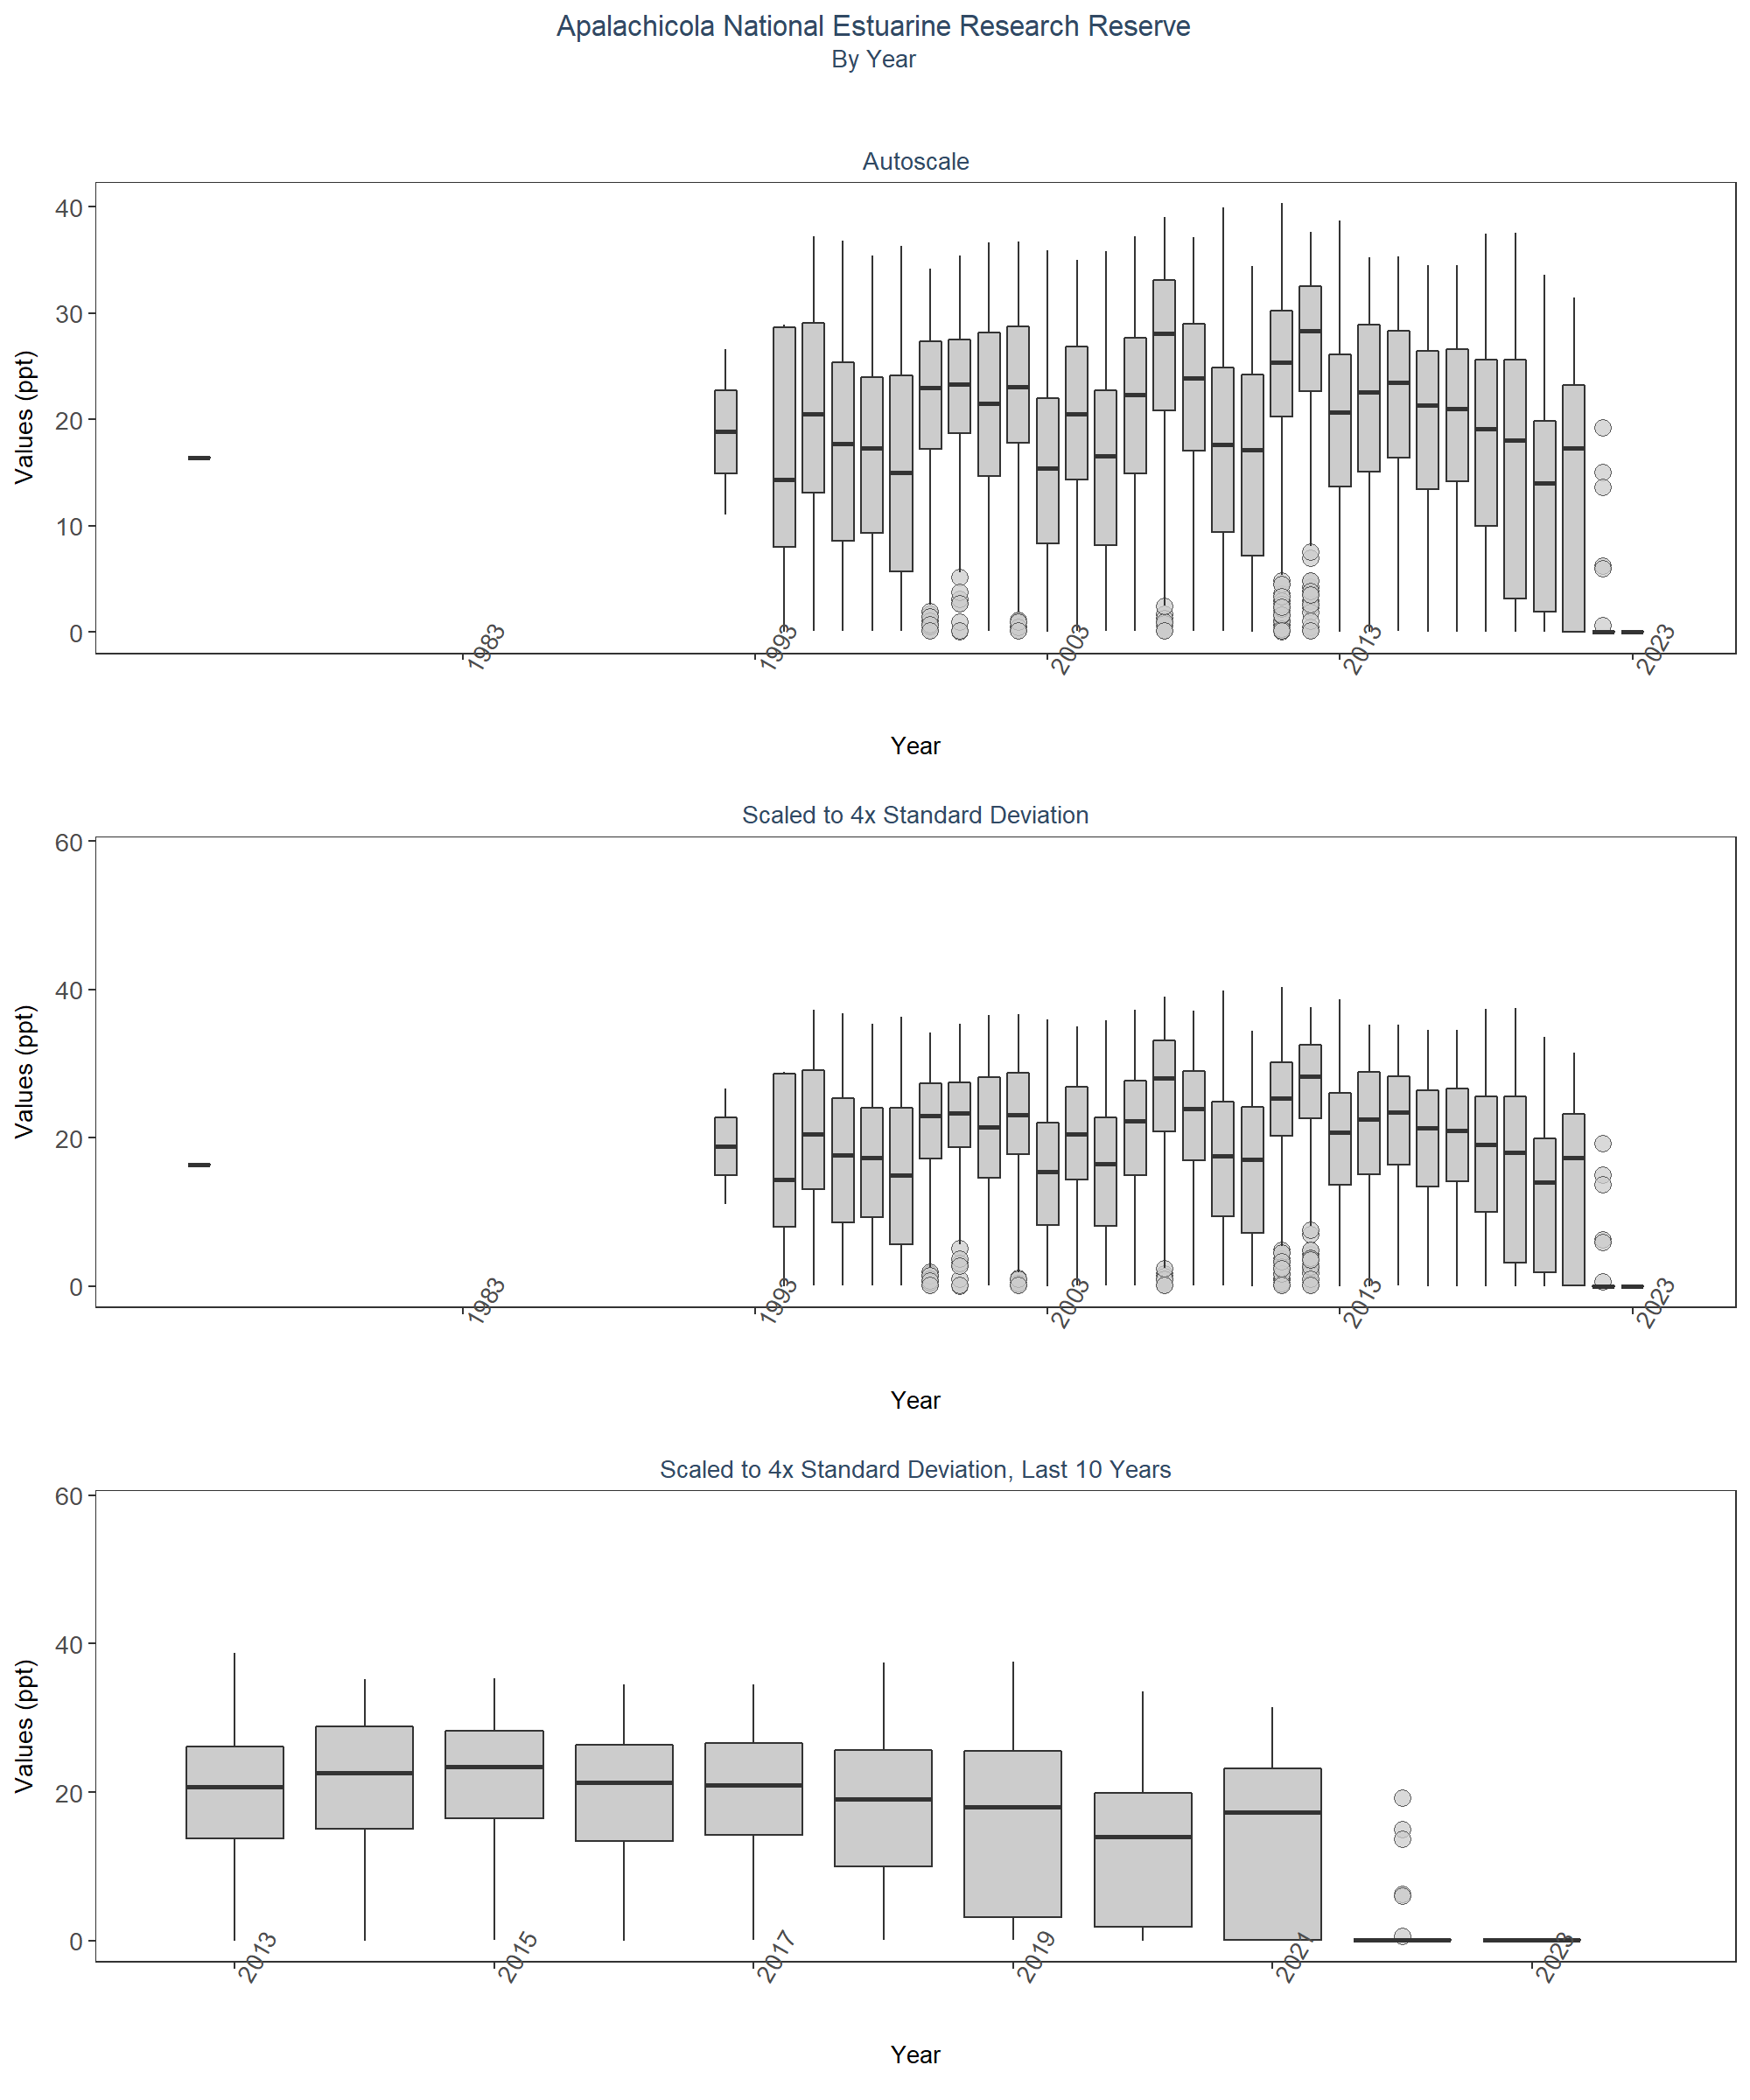 Apalachicola National Estuarine Research Reserve
By Year
Autoscale
Values (ppt)
40
30
20
10
0
1983
1993
2003
2013
2023
Year
Scaled to 4x Standard Deviation
Values (ppt)
60
40
20
0
1983
1993
2003
2013
2023
Year
Scaled to 4x Standard Deviation, Last 10 Years
Values (ppt)
60
40
20
0
2013
2015
2017
2019
2021
2023
Year